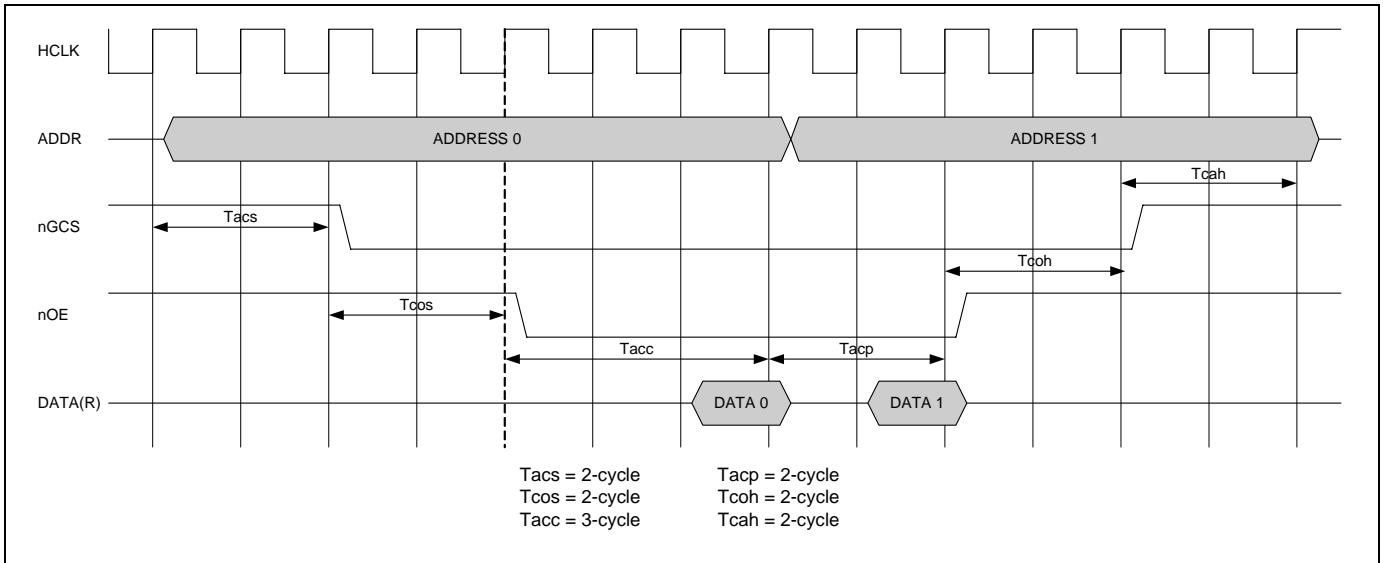 HCLK
ADDR
ADDRESS 0
ADDRESS 1
Tcah
nGCS
Tacs
Tcoh
nOE
Tcos
Tacc
Tacp
DATA(R)
DATA 0
DATA 1
Tacs = 2-cycle
Tcos = 2-cycle
Tacc = 3-cycle
Tacp = 2-cycle
Tcoh = 2-cycle
Tcah = 2-cycle